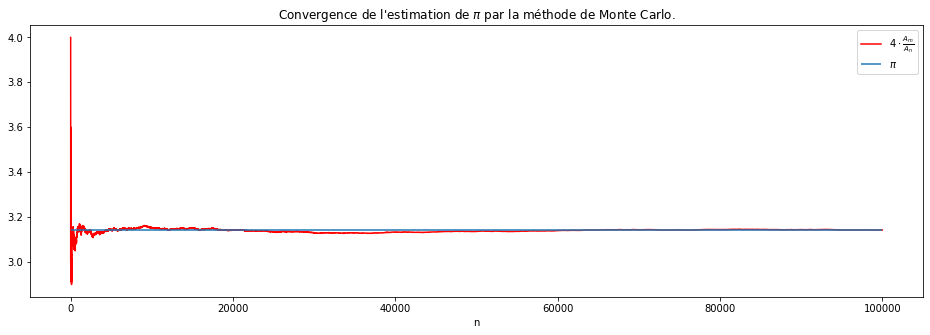 Convergence de l'estimation de π par la méthode de Monte Carlo.
4 · A_m/A_n
π
4.0
3.8
3.6
3.4
3.2
3.0
0 20000 40000 60000 80000 100000
n